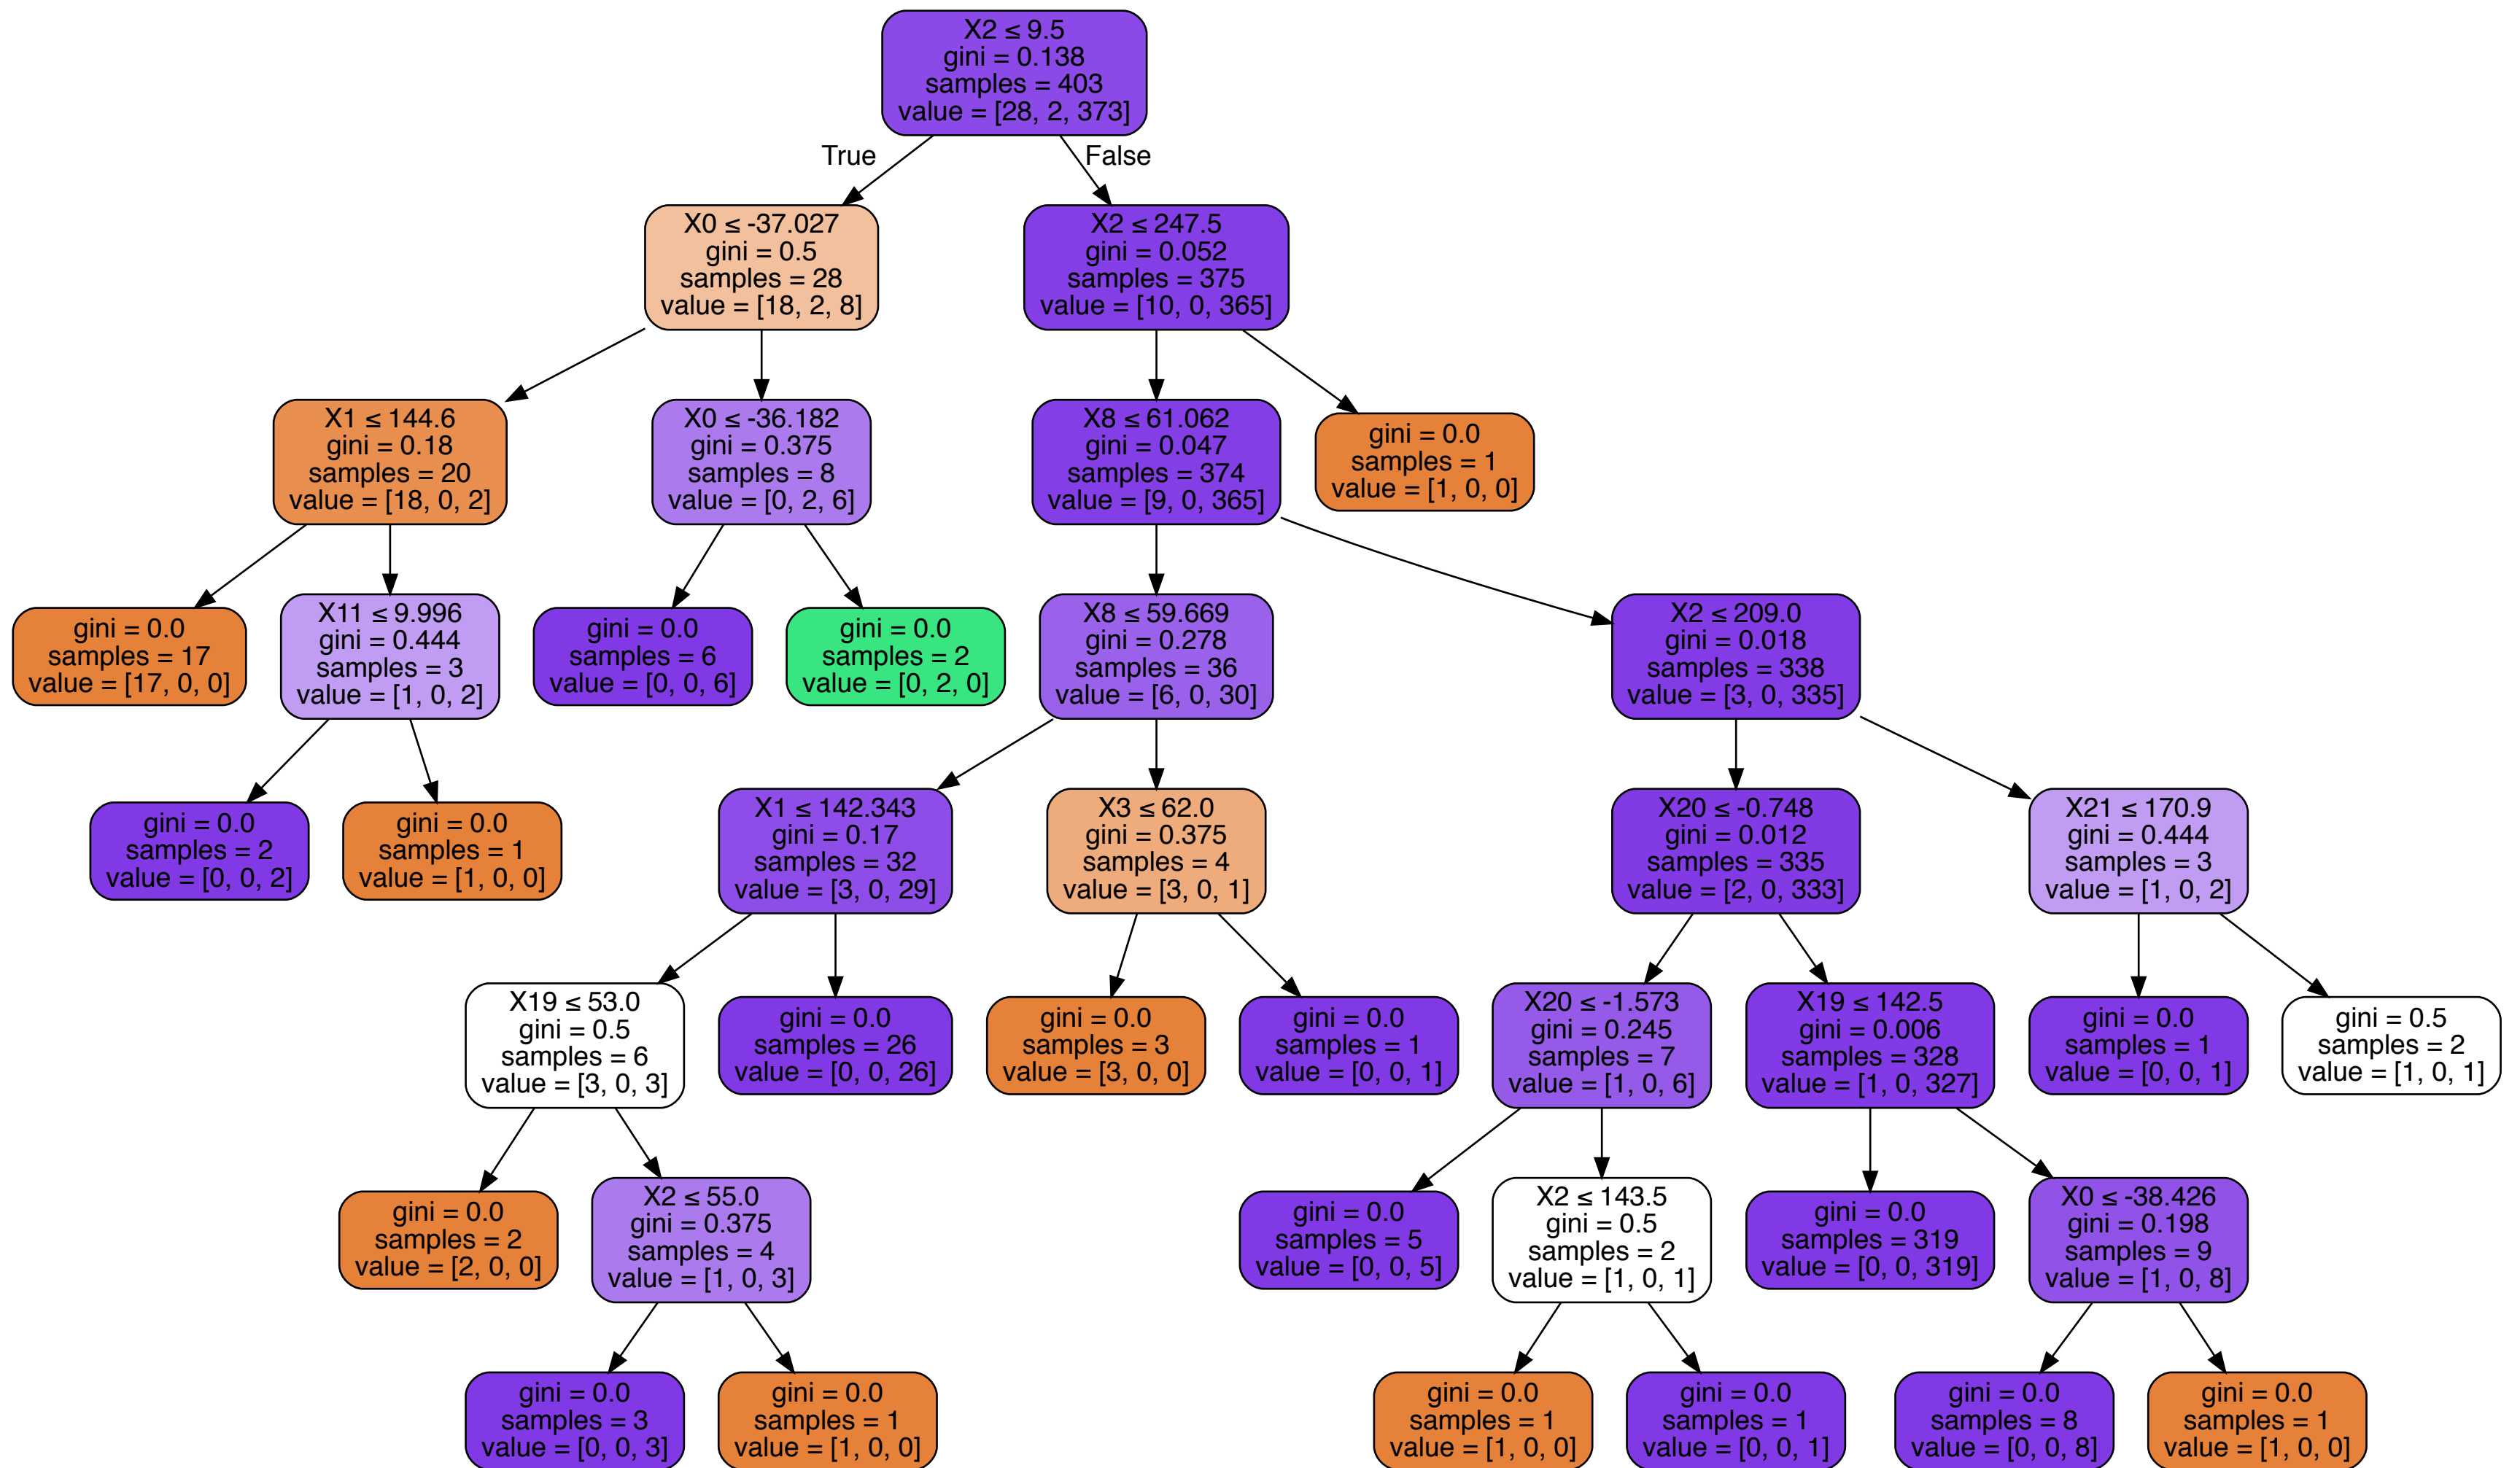 X2 ≤ 9.5
gini = 0.138
samples = 403
value = [28, 2, 373]
True
False
X0 ≤ -37.027
gini = 0.5
samples = 28
value = [18, 2, 8]
X2 ≤ 247.5
gini = 0.052
samples = 375
value = [10, 0, 365]
X1 ≤ 144.6
gini = 0.18
samples = 20
value = [18, 0, 2]
X0 ≤ -36.182
gini = 0.375
samples = 8
value = [0, 2, 6]
X8 ≤ 61.062
gini = 0.047
samples = 374
value = [9, 0, 365]
gini = 0.0
samples = 1
value = [1, 0, 0]
gini = 0.0
samples = 17
value = [17, 0, 0]
X11 ≤ 9.996
gini = 0.444
samples = 3
value = [1, 0, 2]
gini = 0.0
samples = 6
value = [0, 0, 6]
gini = 0.0
samples = 2
value = [0, 2, 0]
X8 ≤ 59.669
gini = 0.278
samples = 36
value = [6, 0, 30]
X2 ≤ 209.0
gini = 0.018
samples = 338
value = [3, 0, 335]
gini = 0.0
samples = 2
value = [0, 0, 2]
gini = 0.0
samples = 1
value = [1, 0, 0]
X1 ≤ 142.343
gini = 0.17
samples = 32
value = [3, 0, 29]
X3 ≤ 62.0
gini = 0.375
samples = 4
value = [3, 0, 1]
X20 ≤ -0.748
gini = 0.012
samples = 335
value = [2, 0, 333]
X21 ≤ 170.9
gini = 0.444
samples = 3
value = [1, 0, 2]
X19 ≤ 53.0
gini = 0.5
samples = 6
value = [3, 0, 3]
gini = 0.0
samples = 26
value = [0, 0, 26]
gini = 0.0
samples = 3
value = [3, 0, 0]
gini = 0.0
samples = 1
value = [0, 0, 1]
X20 ≤ -1.573
gini = 0.245
samples = 7
value = [1, 0, 6]
X19 ≤ 142.5
gini = 0.006
samples = 328
value = [1, 0, 327]
gini = 0.0
samples = 1
value = [0, 0, 1]
gini = 0.5
samples = 2
value = [1, 0, 1]
gini = 0.0
samples = 2
value = [2, 0, 0]
X2 ≤ 55.0
gini = 0.375
samples = 4
value = [1, 0, 3]
gini = 0.0
samples = 5
value = [0, 0, 5]
X2 ≤ 143.5
gini = 0.5
samples = 2
value = [1, 0, 1]
gini = 0.0
samples = 319
value = [0, 0, 319]
X0 ≤ -38.426
gini = 0.198
samples = 9
value = [1, 0, 8]
gini = 0.0
samples = 3
value = [0, 0, 3]
gini = 0.0
samples = 1
value = [1, 0, 0]
gini = 0.0
samples = 1
value = [1, 0, 0]
gini = 0.0
samples = 1
value = [0, 0, 1]
gini = 0.0
samples = 8
value = [0, 0, 8]
gini = 0.0
samples = 1
value = [1, 0, 0]